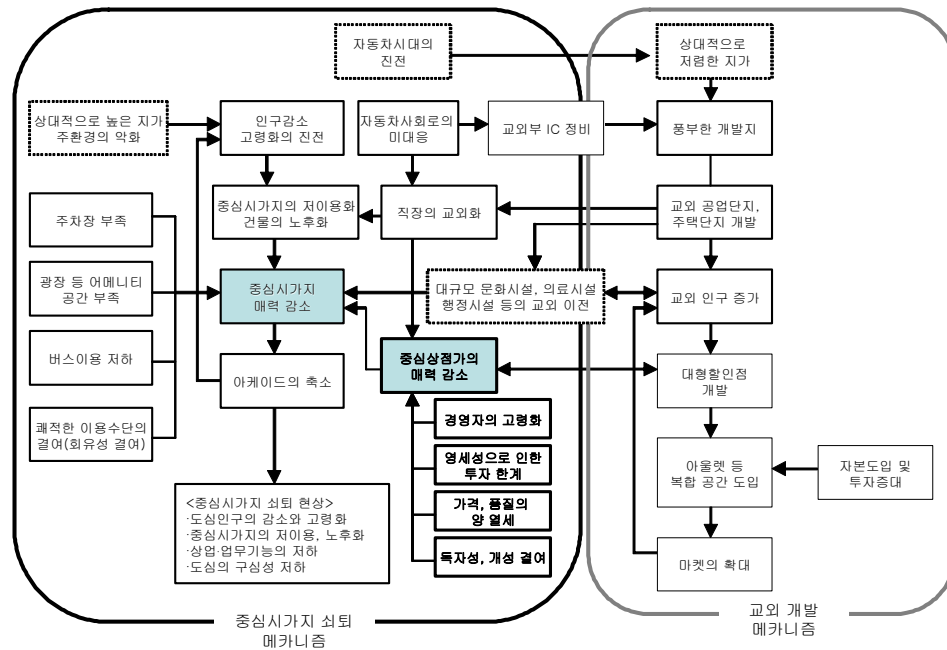 자동차시대의
진전
상대적으로
저렴한 지가
상대적으로 높은 지가
주환경의 악화
인구감소
고령화의 진전
자동차사회로의
미대응
교외부 IC 정비
풍부한 개발지
주차장 부족
중심시가지의 저이용화
건물의 노후화
직장의 교외화
교외 공업단지,
주택단지 개발
광장 등 어메니티
공간 부족
중심시가지
매력 감소
대규모 문화시설, 의료시설
행정시설 등의 교외 이전
교외 인구 증가
버스이용 저하
아케이드의 축소
중심상점가의
매력 감소
대형할인점
개발
쾌적한 이용수단의
결여(회유성 결여)
경영자의 고령화
영세성으로 인한
투자 한계
가격, 품질의
양 열세
독자성, 개성 결여
아울렛 등
복합 공간 도입
자본도입 및
투자증대
<중심시가지 쇠퇴 현상>
·도심인구의 감소와 고령화
·중심시가지의 저이용, 노후화
·상업·업무기능의 저하
·도심의 구심성 저하
마켓의 확대
중심시가지 쇠퇴
메카니즘
교외 개발
메카니즘